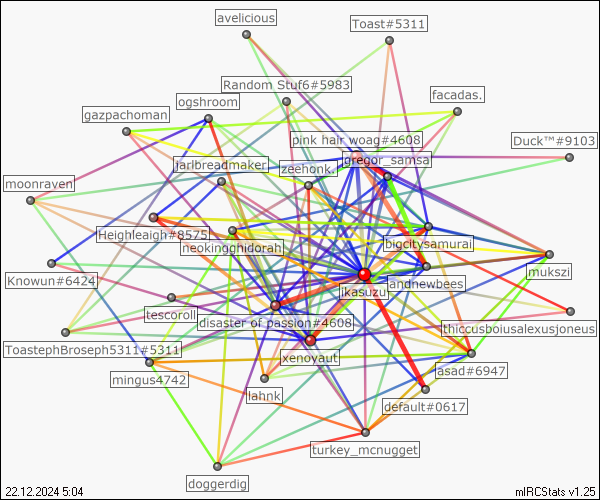 avelicious
Toast#5311
Random Stuf6#5983
facadas.
ogshroom
gazpachoman
pink hair woag#4608
Duck™#9103
gregor_samsa
jarlbreadmaker
zeehonk.
moonraven
Heighleaigh#8575
bigcitysamurai
neokingghidorah
mukszi
Knowun#6424
ikasuzu
andnewbees
tescoroll
disaster of passion#4608
thiccusboiusalexusjoneus
ToastephBroseph5311#5311
xenoyaut
mingus4742
asad#6947
lahnk
default#0617
turkey_mcnugget
doggerdig
22.12.2024 5:04
mIRCStats v1.25